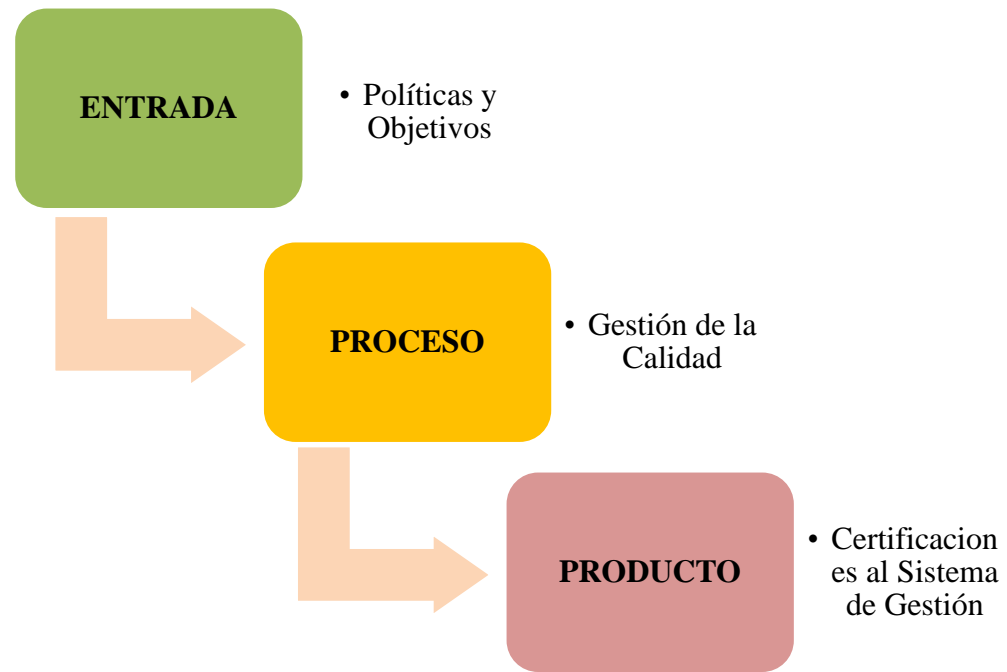 ENTRADA
• Políticas y
Objetivos
PROCESO
• Gestión de la
Calidad
PRODUCTO
• Certificacion
es al Sistema
de Gestión